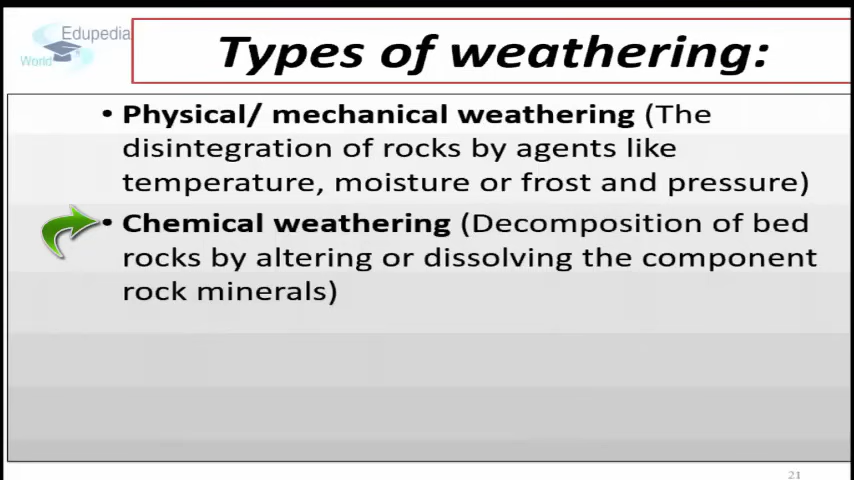 Edupedia
World
Types of weathering:
• Physical/ mechanical weathering (The
disintegration of rocks by agents like
temperature, moisture or frost and pressure)
• Chemical weathering (Decomposition of bed
rocks by altering or dissolving the component
rock minerals)
21